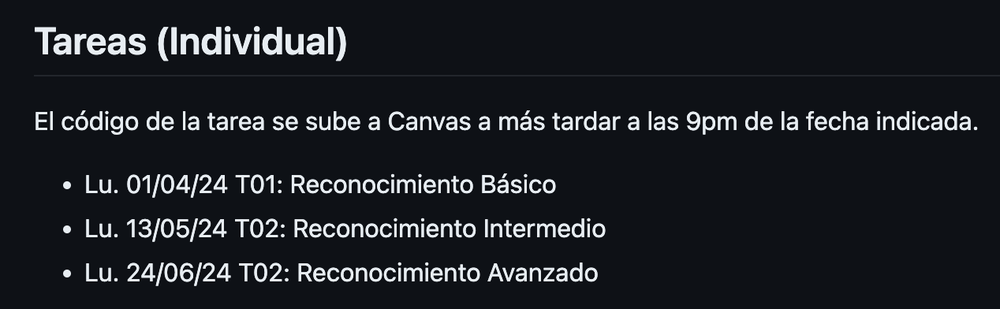 Tareas (Individual)
El código de la tarea se sube a Canvas a más tardar a las 9pm de la fecha indicada.
• Lu. 01/04/24 T01: Reconocimiento Básico
• Lu. 13/05/24 T02: Reconocimiento Intermedio
• Lu. 24/06/24 T02: Reconocimiento Avanzado